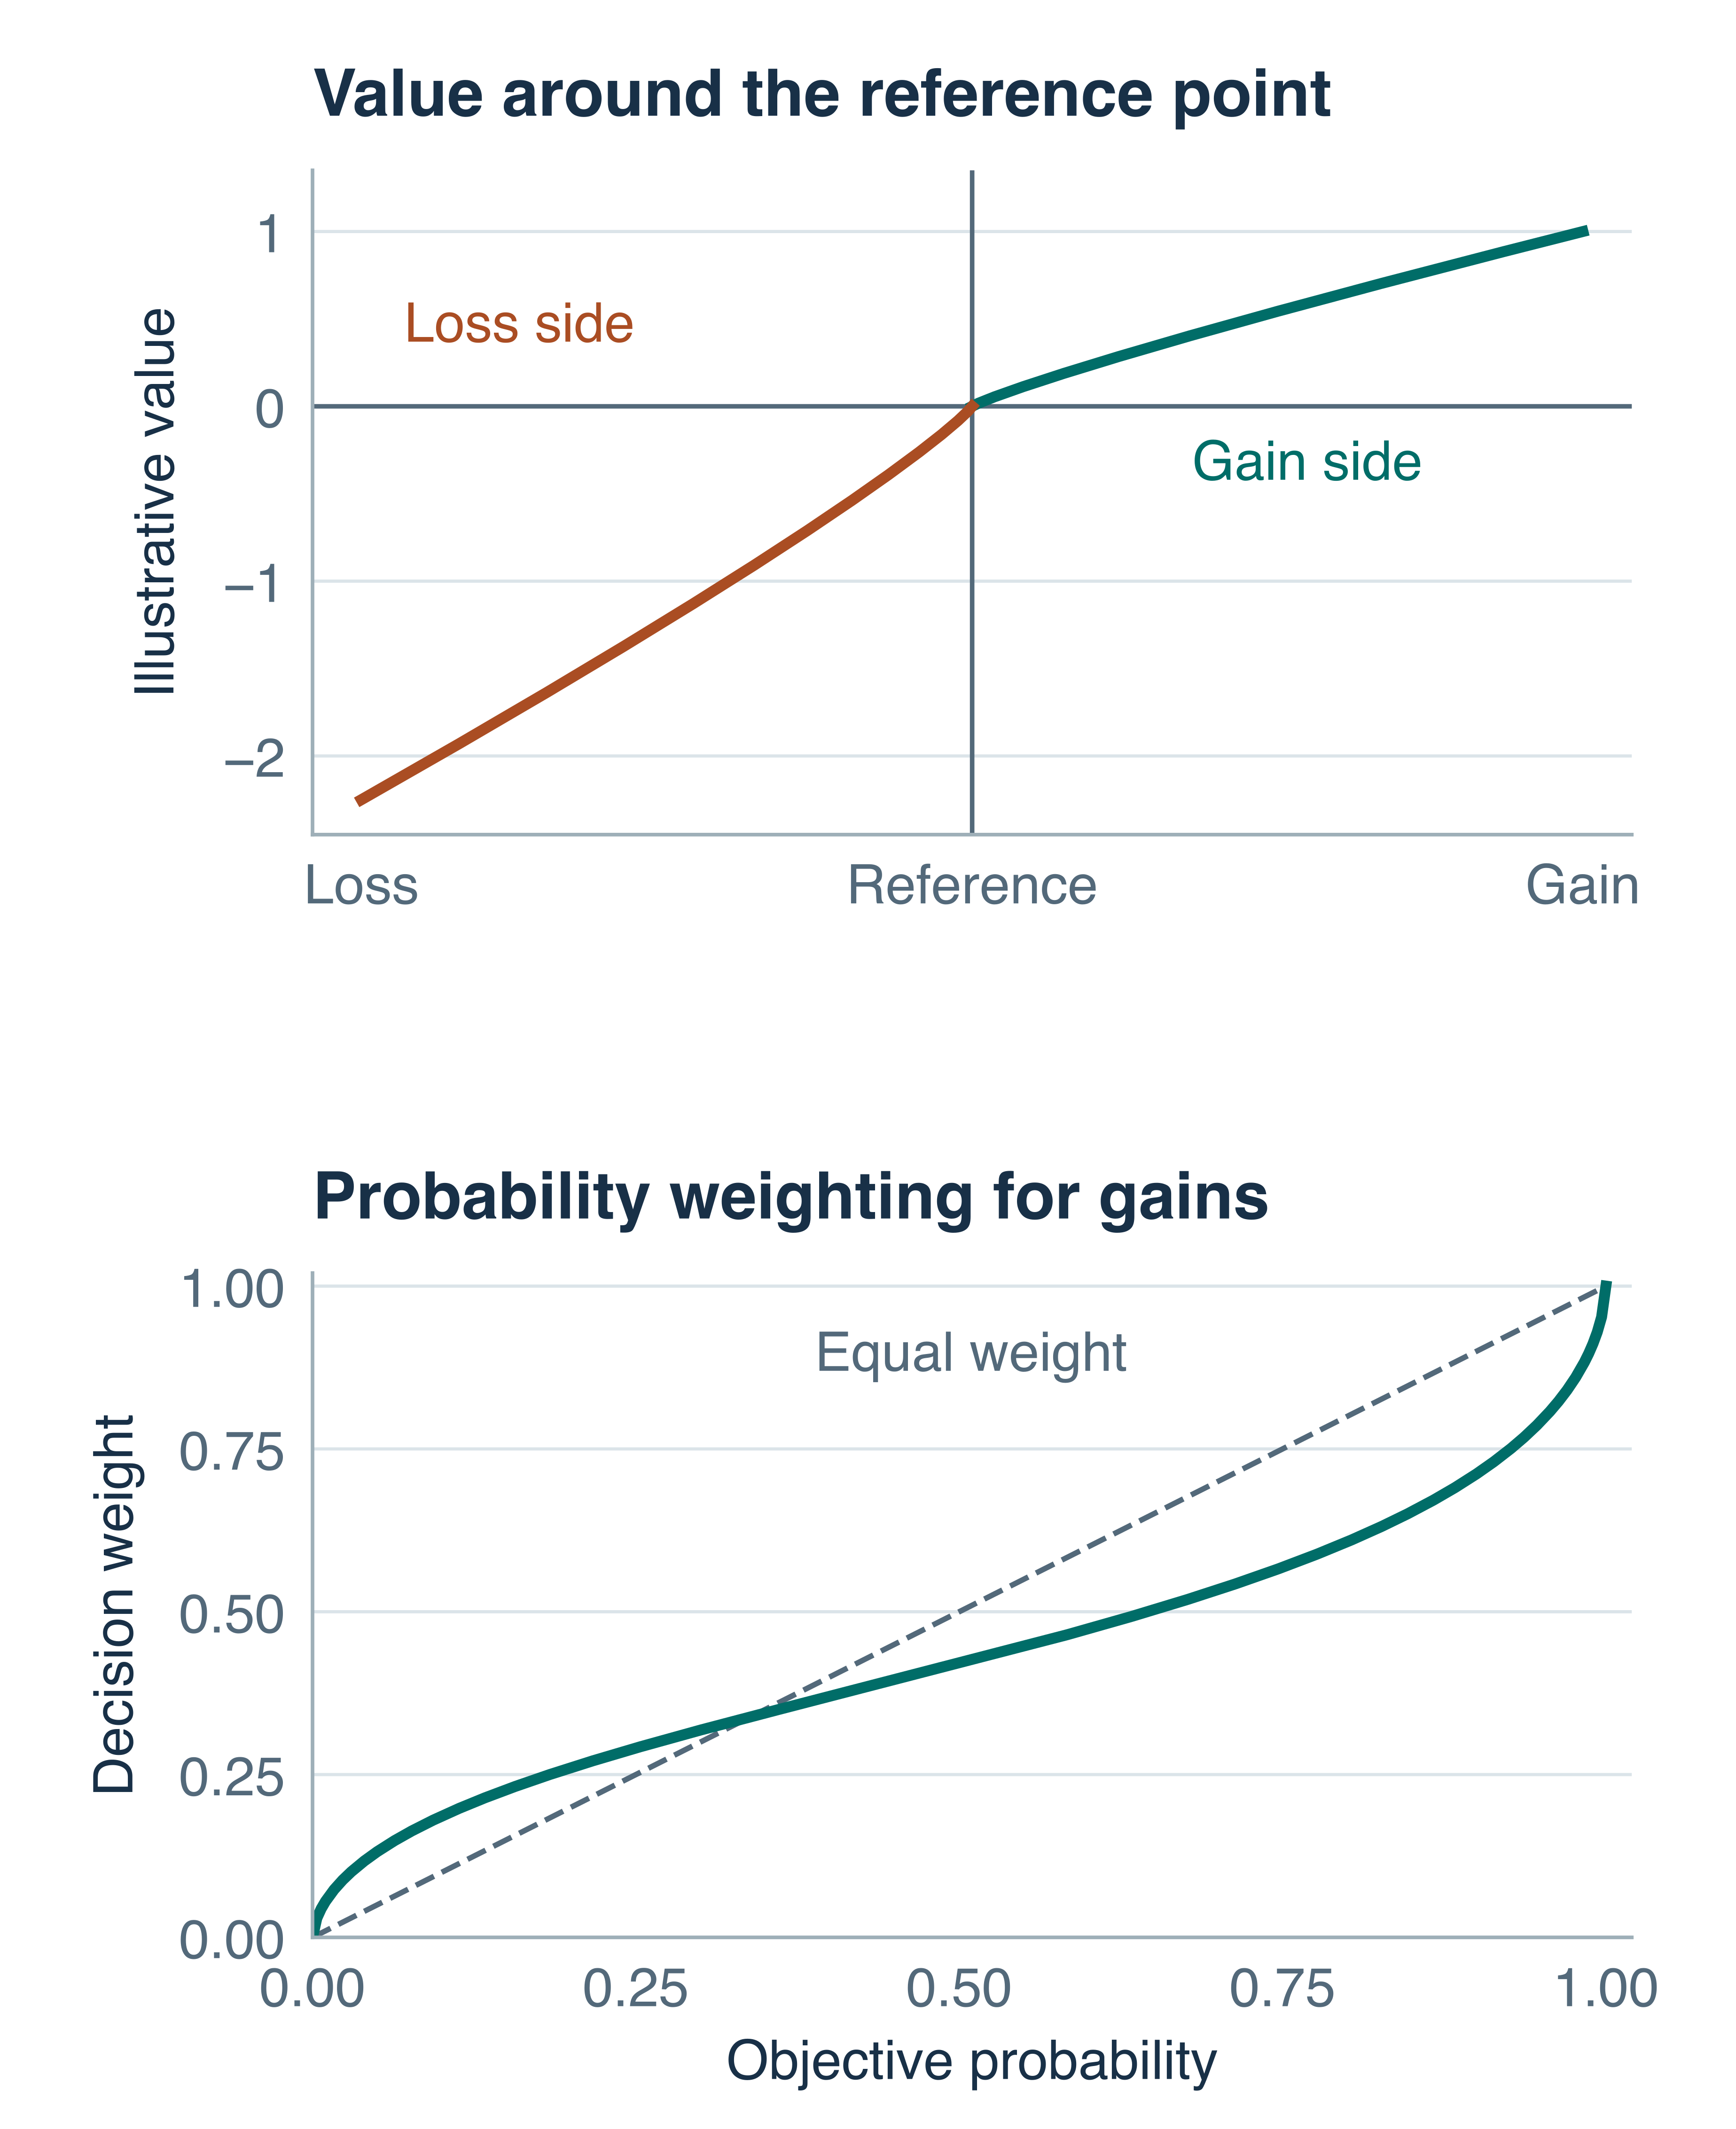 Value around the reference point
Illustrative value
1
0
−1
−2
Loss side
Gain side
Loss
Reference
Gain
Probability weighting for gains
Decision weight
1.00
0.75
0.50
0.25
0.00
Equal weight
0.00
0.25
0.50
0.75
1.00
Objective probability